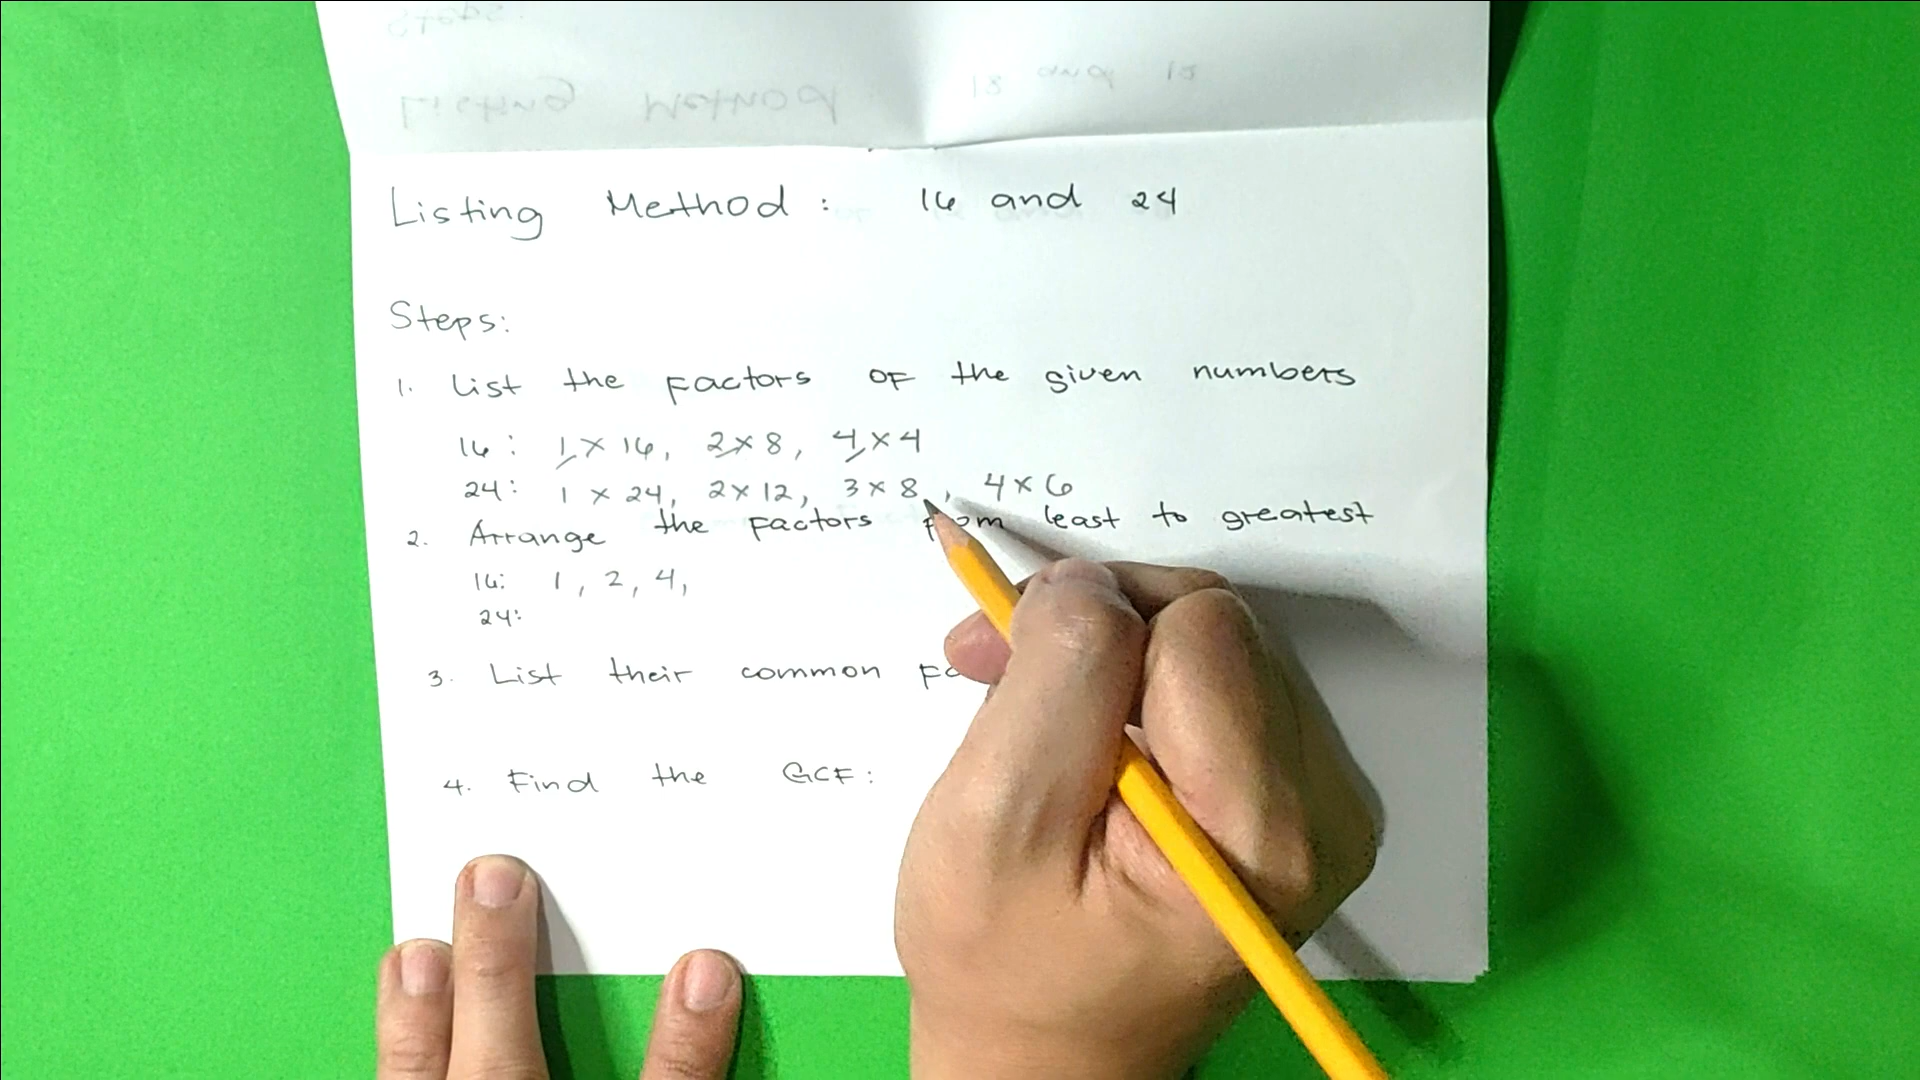 Listing Method : 16 and 24
Steps:
1. List the factors of the given numbers
16 : 1 x 16, 2 x 8, 4 x 4
24 : 1 x 24, 2 x 12, 3 x 8 , 4 x 6
2. Arrange the factors from least to greatest
16: 1 , 2 , 4 ,
24:
3. List their common
4. Find the GCF :